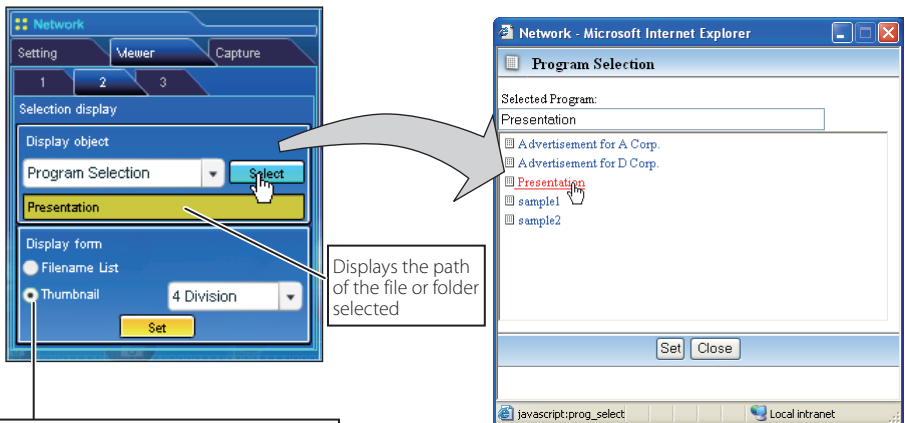 Network
Setting
Viewer
Capture
1
2
3
Selection display
Display object
Program Selection
Select
Presentation
Display form
Filename List
Thumbnail
4 Division
Set
Displays the path
of the file or folder
selected
Network - Microsoft Internet Explorer
Program Selection
Selected Program:
Presentation
Advertisement for A Corp.
Advertisement for D Corp.
Presentation
sample1
sample2
Set
Close
javascript:prog_select
Local intranet